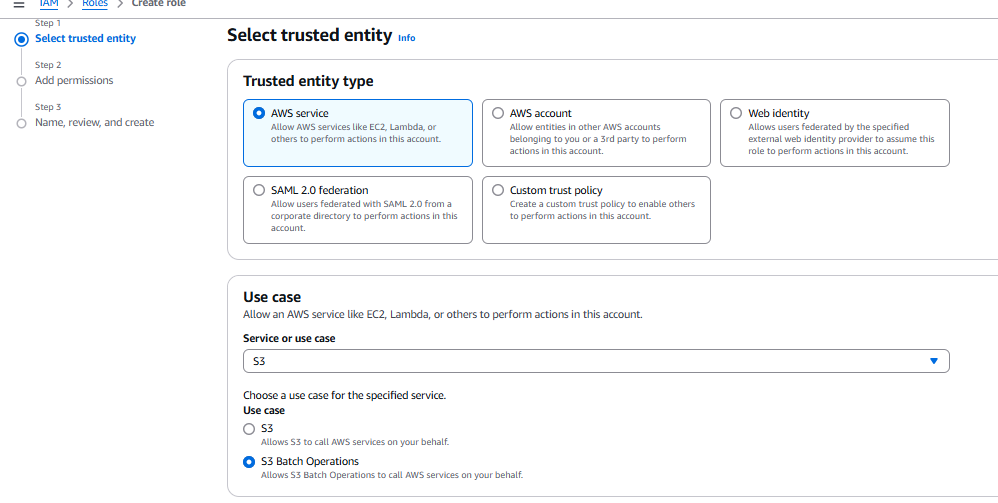 IAM > Roles > Create role
Step 1
Select trusted entity
Step 2
Add permissions
Step 3
Name, review, and create
Select trusted entity Info
Trusted entity type
AWS service
Allow AWS services like EC2, Lambda, or
others to perform actions in this account.
AWS account
Allow entities in other AWS accounts
belonging to you or a 3rd party to perform
actions in this account.
Web identity
Allows users federated by the specified
external web identity provider to assume this
role to perform actions in this account.
SAML 2.0 federation
Allow users federated with SAML 2.0 from a
corporate directory to perform actions in this
account.
Custom trust policy
Create a custom trust policy to enable others
to perform actions in this account.
Use case
Allow an AWS service like EC2, Lambda, or others to perform actions in this account.
Service or use case
S3
Choose a use case for the specified service.
Use case
S3
Allows S3 to call AWS services on your behalf.
S3 Batch Operations
Allows S3 Batch Operations to call AWS services on your behalf.